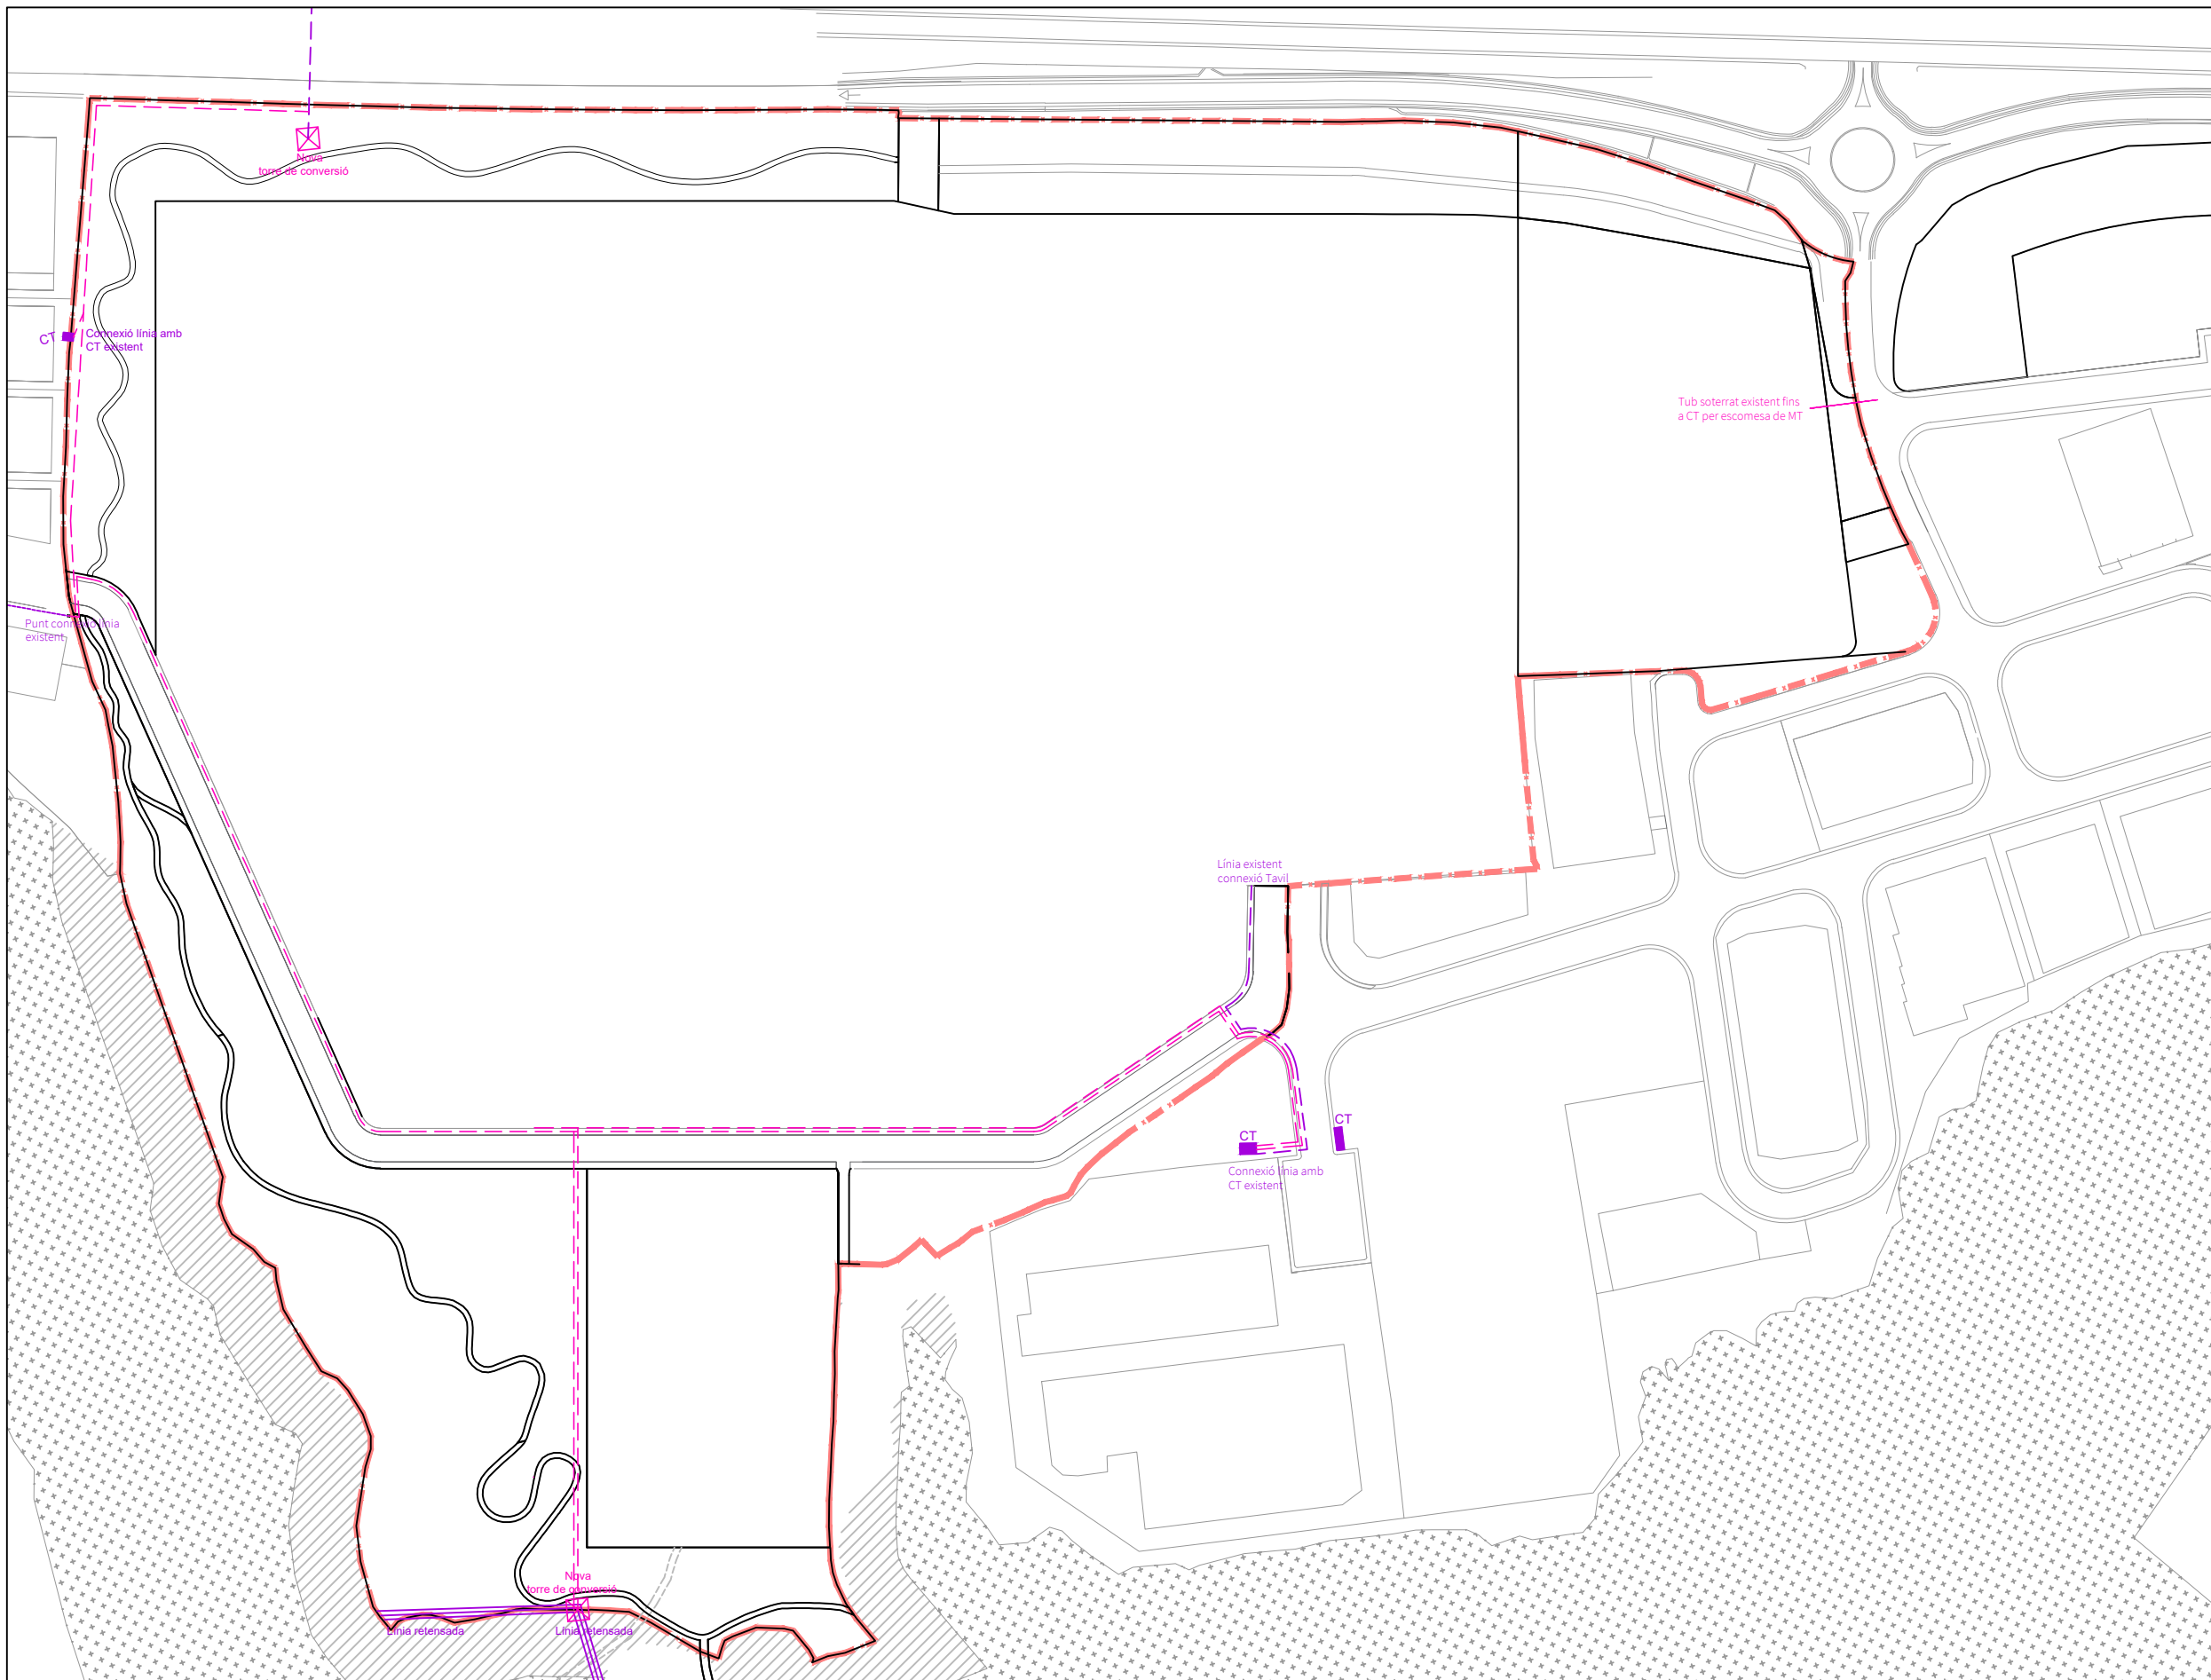 Nova
torre de conversió
CT
Connexió línia amb
CT existent
Tub soterrat existent fins
a CT per escomesa de MT
Punt connexió línia
existent
Línia existent
connexió Tavil
CT
CT
Connexió línia amb
CT existent
Nova
torre de conversió
Línia retensada
Línia retensada